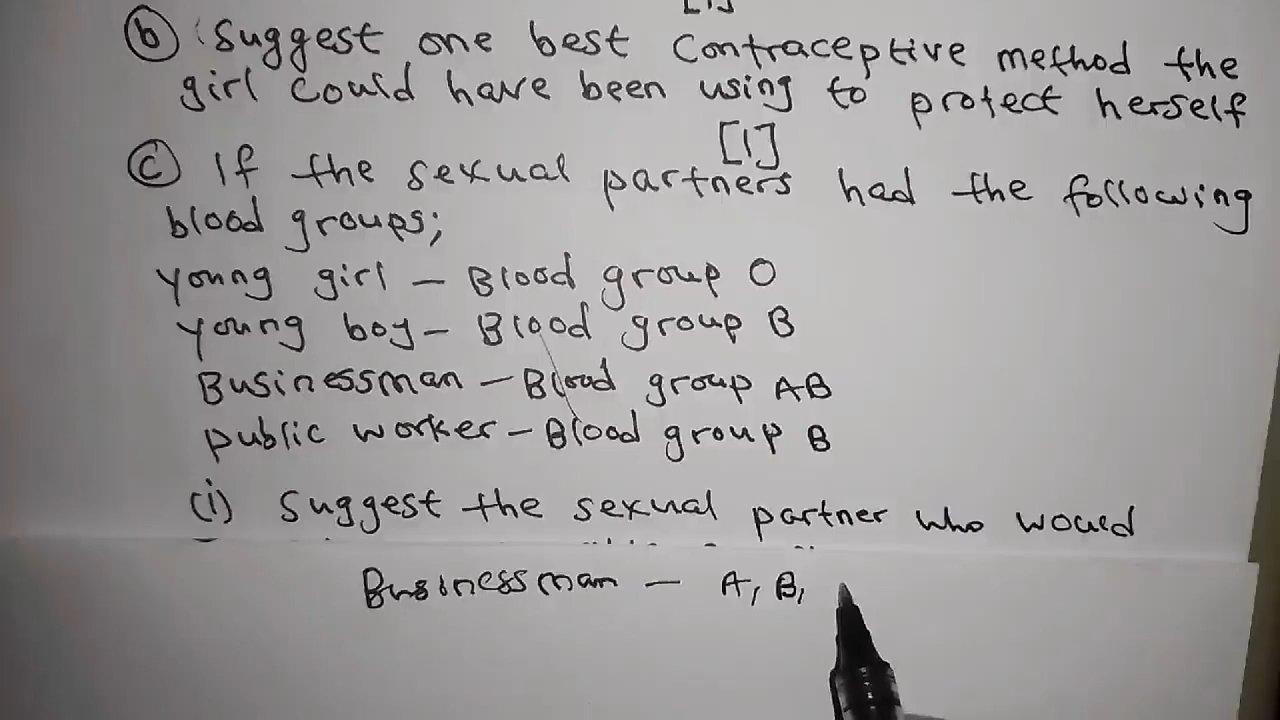 (b) Suggest one best Contraceptive method the
girl could have been using to protect herself
[1]
(c) If the sexual partners had the following
blood groups;
young girl – Blood group O
young boy – Blood group B
Businessman – Blood group AB
public worker – Blood group B
(i) Suggest the sexual partner who would
Businessman – A, B,